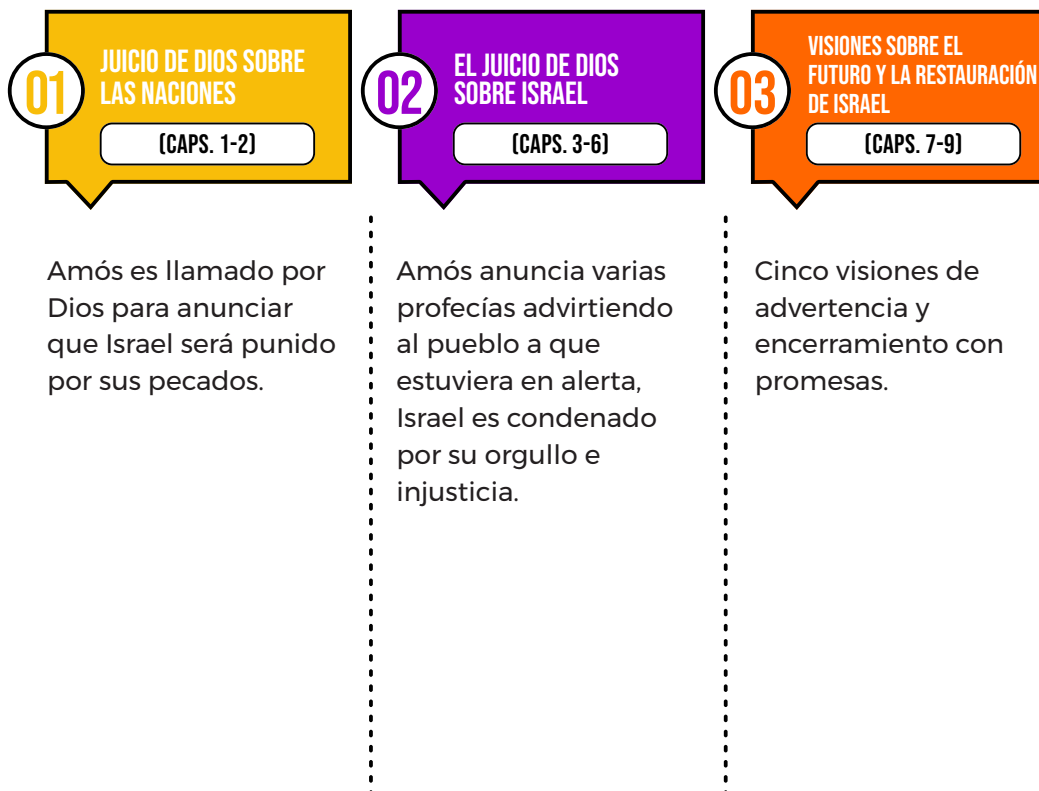 01
JUICIO DE DIOS SOBRE
LAS NACIONES
(CAPS. 1-2)
Amós es llamado por
Dios para anunciar
que Israel será punido
por sus pecados.
02
EL JUICIO DE DIOS
SOBRE ISRAEL
(CAPS. 3-6)
Amós anuncia varias
profecías advirtiendo
al pueblo a que
estuviera en alerta,
Israel es condenado
por su orgullo e
injusticia.
03
VISIONES SOBRE EL
FUTURO Y LA RESTAURACIÓN
DE ISRAEL
(CAPS. 7-9)
Cinco visiones de
advertencia y
encerramiento con
promesas.